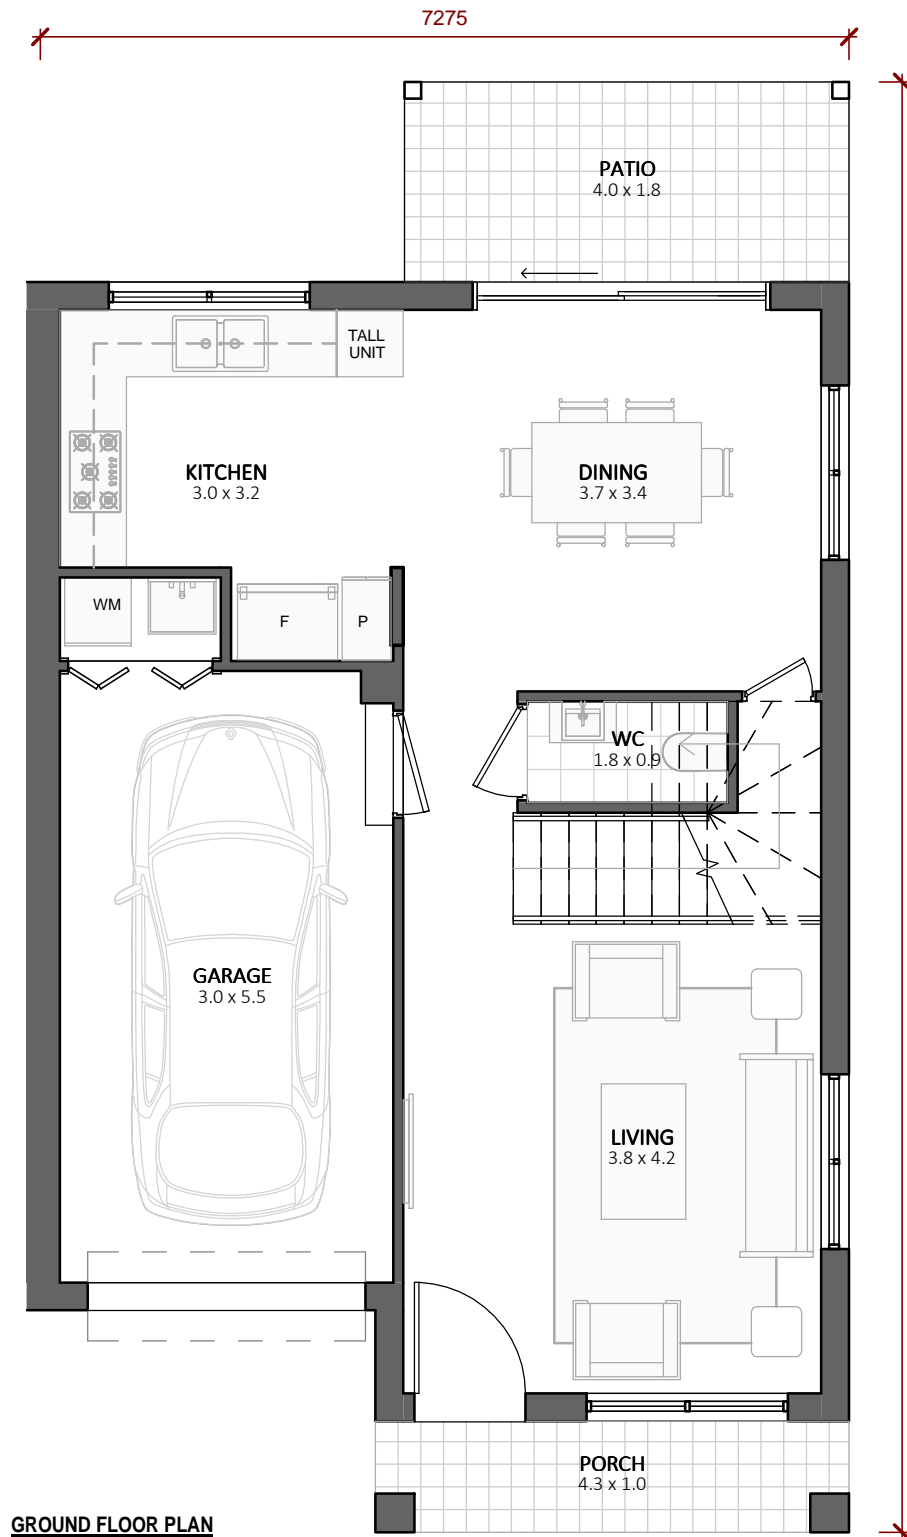 7275
PATIO
4.0 x 1.8
TALL
UNIT
KITCHEN
3.0 x 3.2
DINING
3.7 x 3.4
WM
F
P
WC
1.8 x 0.9
GARAGE
3.0 x 5.5
LIVING
3.8 x 4.2
PORCH
4.3 x 1.0
GROUND FLOOR PLAN